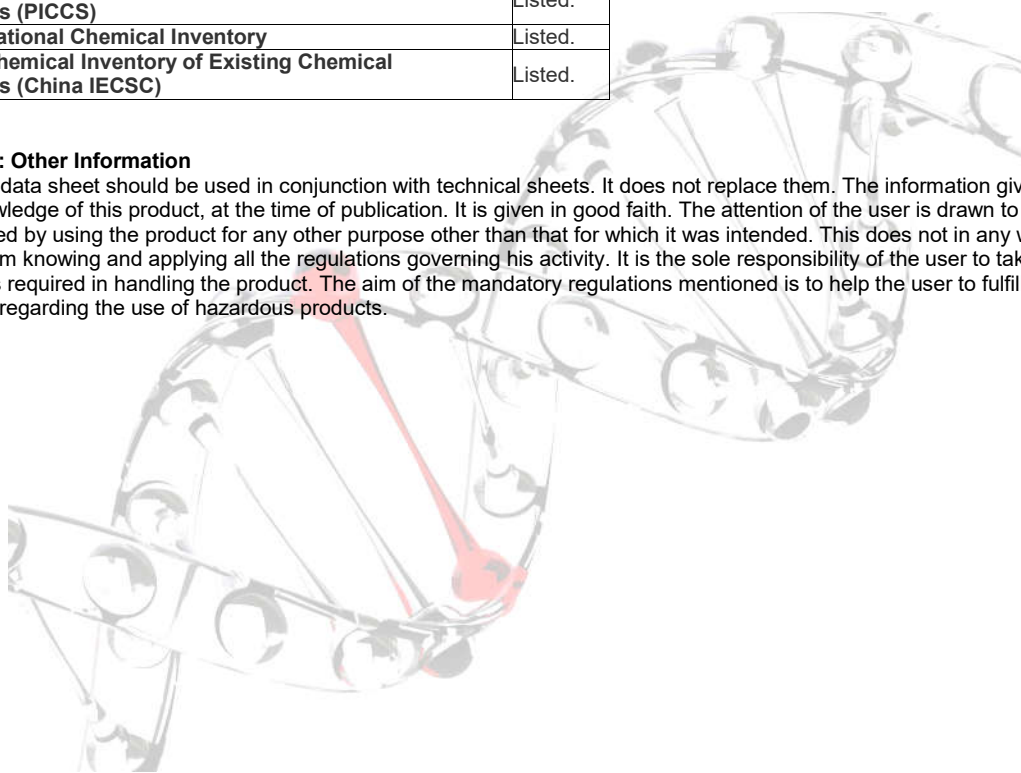 s (PICCS)
Listed.
ational Chemical Inventory
Listed.
hemical Inventory of Existing Chemical
s (China IECSC)
Listed.
: Other Information
data sheet should be used in conjunction with technical sheets. It does not replace them. The information giv
wledge of this product, at the time of publication. It is given in good faith. The attention of the user is drawn to
ed by using the product for any other purpose other than that for which it was intended. This does not in any w
m knowing and applying all the regulations governing his activity. It is the sole responsibility of the user to tak
s required in handling the product. The aim of the mandatory regulations mentioned is to help the user to fulfil
regarding the use of hazardous products.